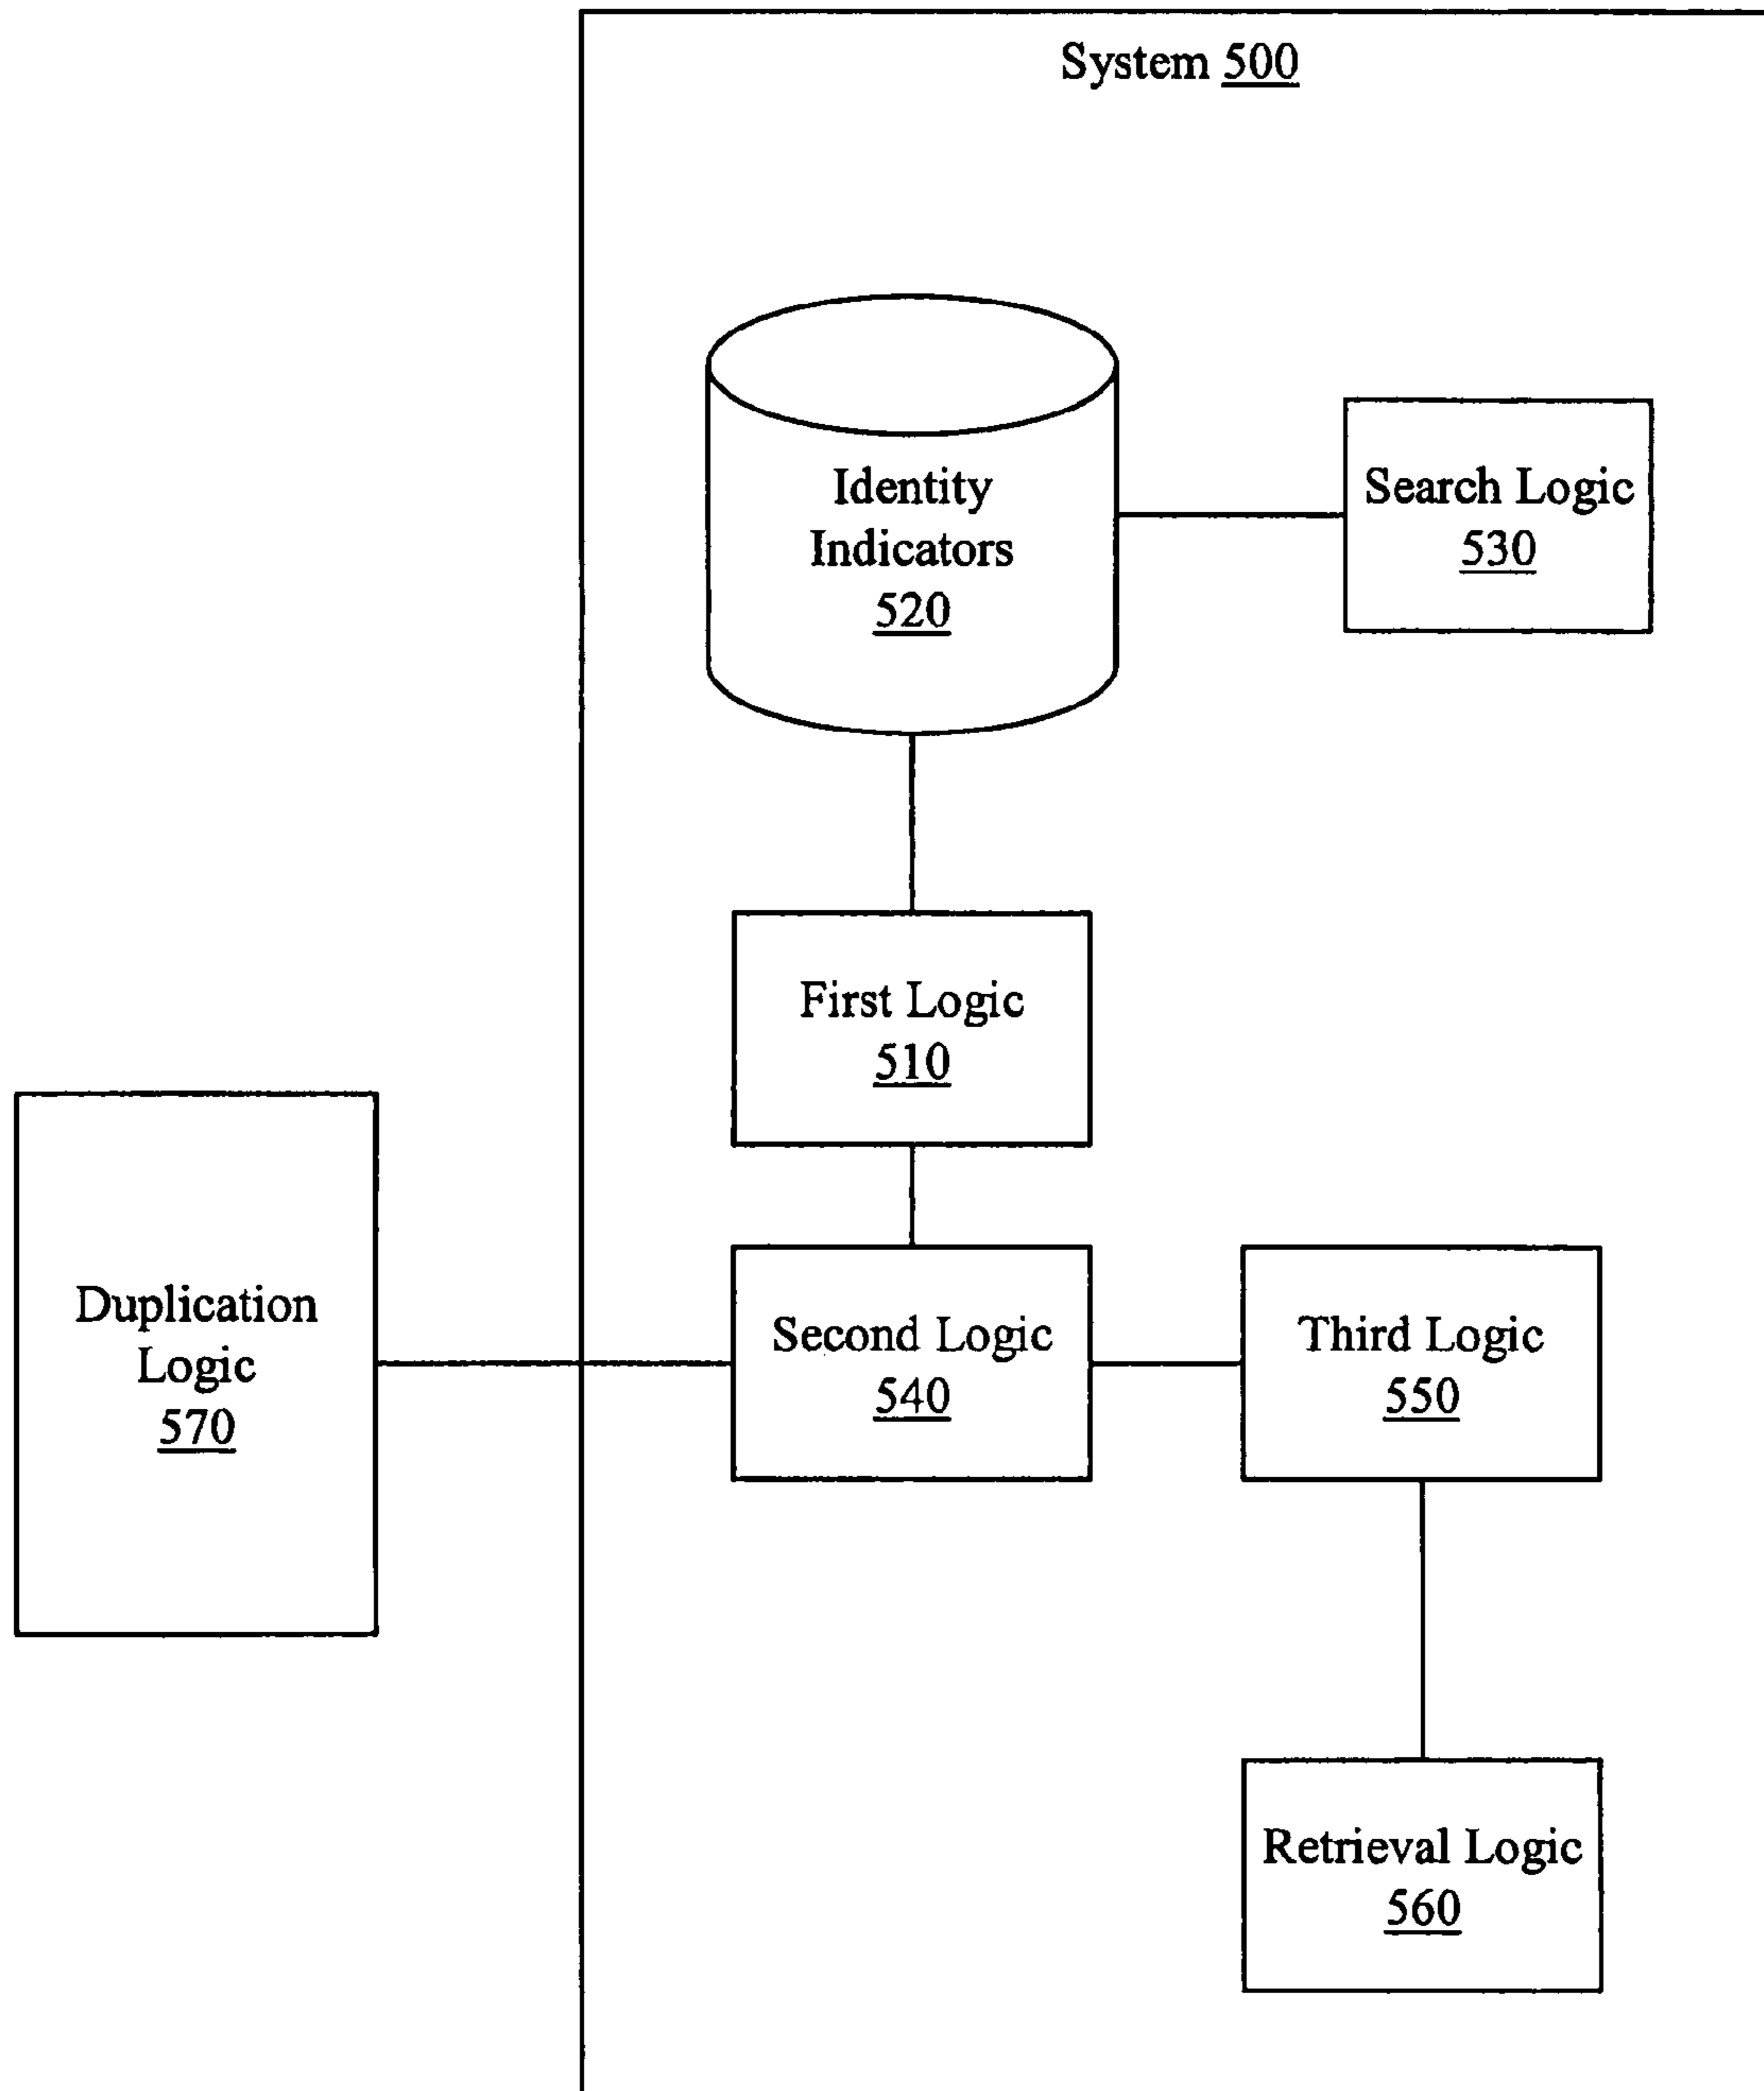 System 500
Identity
Indicators
520
Search Logic
530
First Logic
510
Duplication
Logic
570
Second Logic
540
Third Logic
550
Retrieval Logic
560